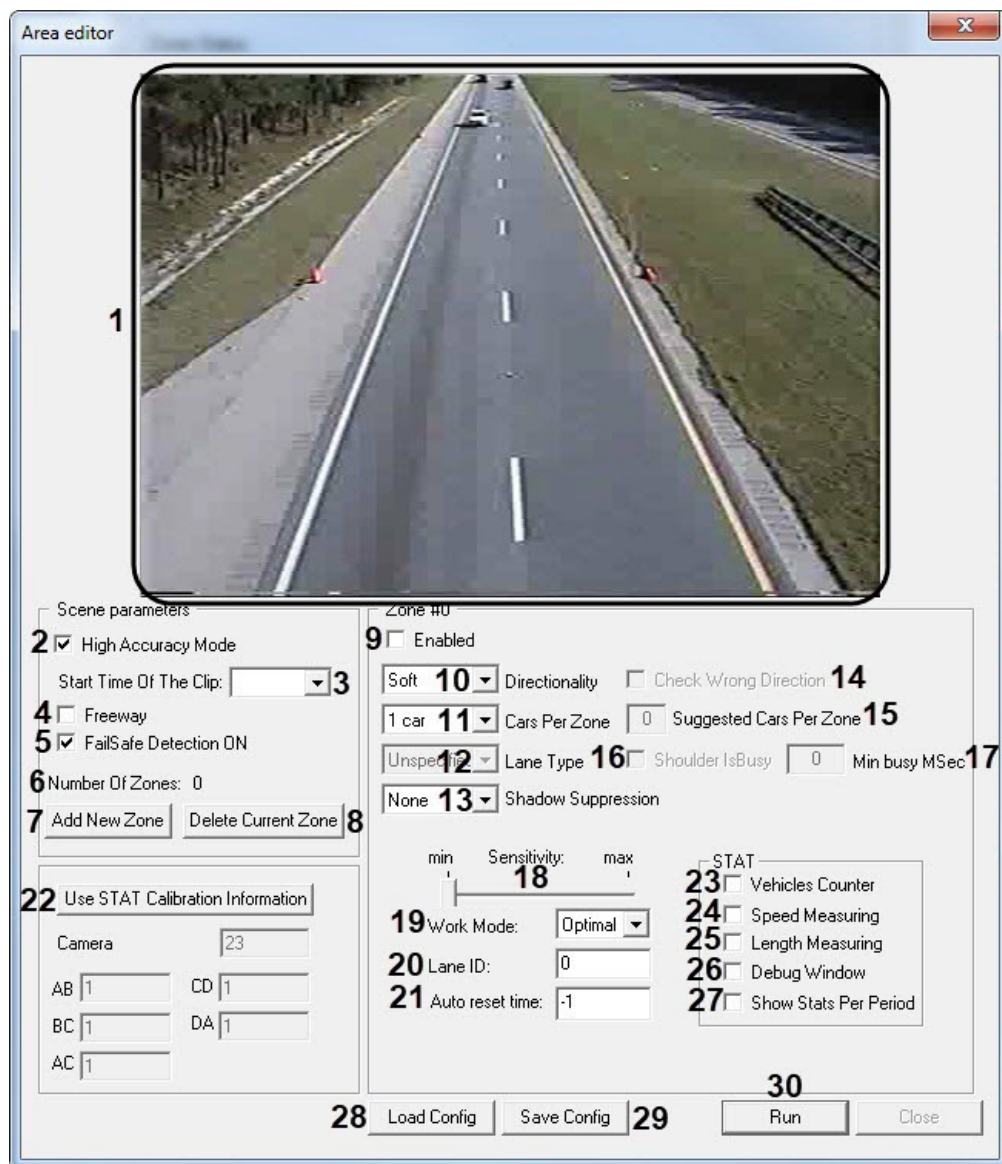 Area editor
1
Scene parameters
2 High Accuracy Mode
Start Time Of The Clip: 3
4 Freeway
5 FailSafe Detection ON
6 Number Of Zones: 0
7 Add New Zone Delete Current Zone 8
Zone #0
9 Enabled
Soft 10 Directionality Check Wrong Direction 14
1 car 11 Cars Per Zone 0 Suggested Cars Per Zone 15
12 Lane Type 16 Shoulder IsBusy 0 Min busy MSec 17
None 13 Shadow Suppression
min Sensitivity: max
18
19 Work Mode: Optimal
20 Lane ID: 0
21 Auto reset time: -1
22 Use STAT Calibration Information
Camera 23
AB 1 CD 1
BC 1 DA 1
AC 1
STAT
23 Vehicles Counter
24 Speed Measuring
25 Length Measuring
26 Debug Window
27 Show Stats Per Period
28 Load Config Save Config 29
30
Run Close